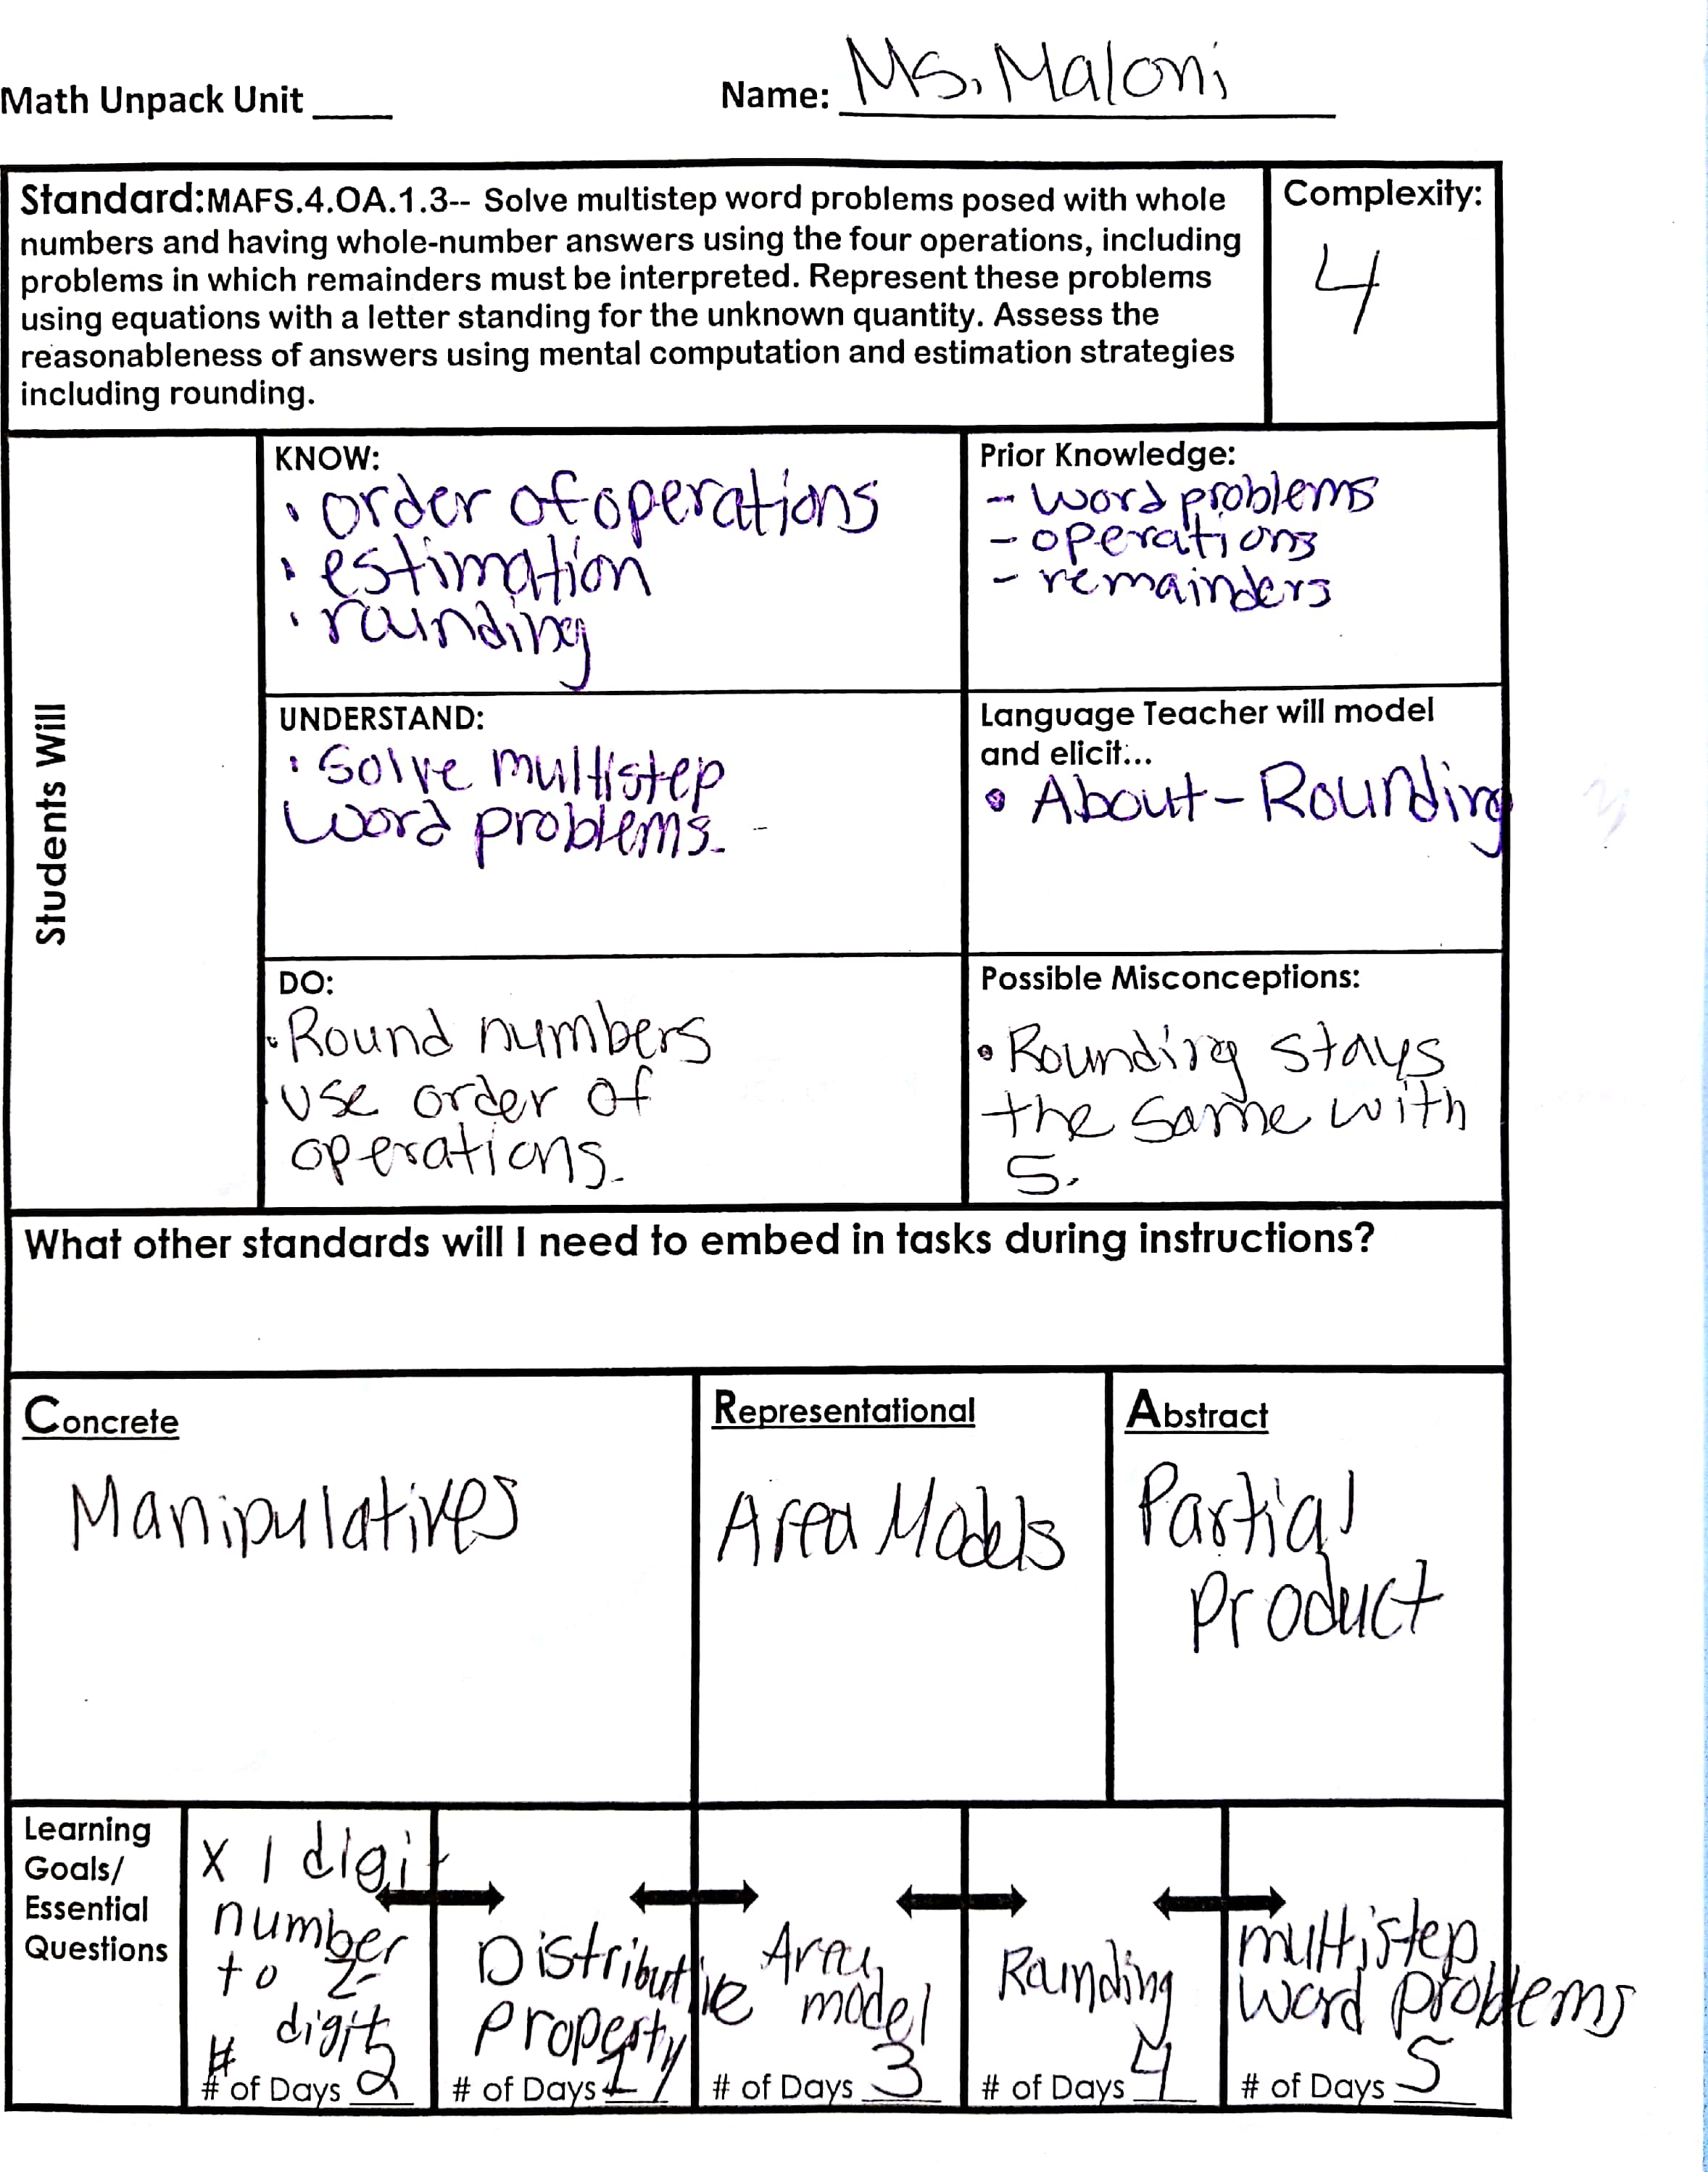 Math Unpack Unit ____ Name: Ms. Maloni
Standard:MAFS.4.OA.1.3-- Solve multistep word problems posed with whole
numbers and having whole-number answers using the four operations, including
problems in which remainders must be interpreted. Represent these problems
using equations with a letter standing for the unknown quantity. Assess the
reasonableness of answers using mental computation and estimation strategies
including rounding.
Complexity:
4
Students Will
KNOW:
• order of operations
• estimation
• rounding
Prior Knowledge:
- word problems
- operations
- remainders
UNDERSTAND:
• Solve multistep
word problems.
Language Teacher will model
and elicit...
• About - Rounding
DO:
• Round numbers
use order of
operations.
Possible Misconceptions:
• Rounding stays
the same with
5.
What other standards will I need to embed in tasks during instructions?
Concrete
Manipulatives
Representational
Area Models
Abstract
Partial
Product
Learning
Goals/
Essential
Questions
x 1 digit
number
to 2-
digit
#
# of Days 2
Distributive
Property
# of Days
Area
model
# of Days 3
Rounding
# of Days 4
multistep
word problems
# of Days 5